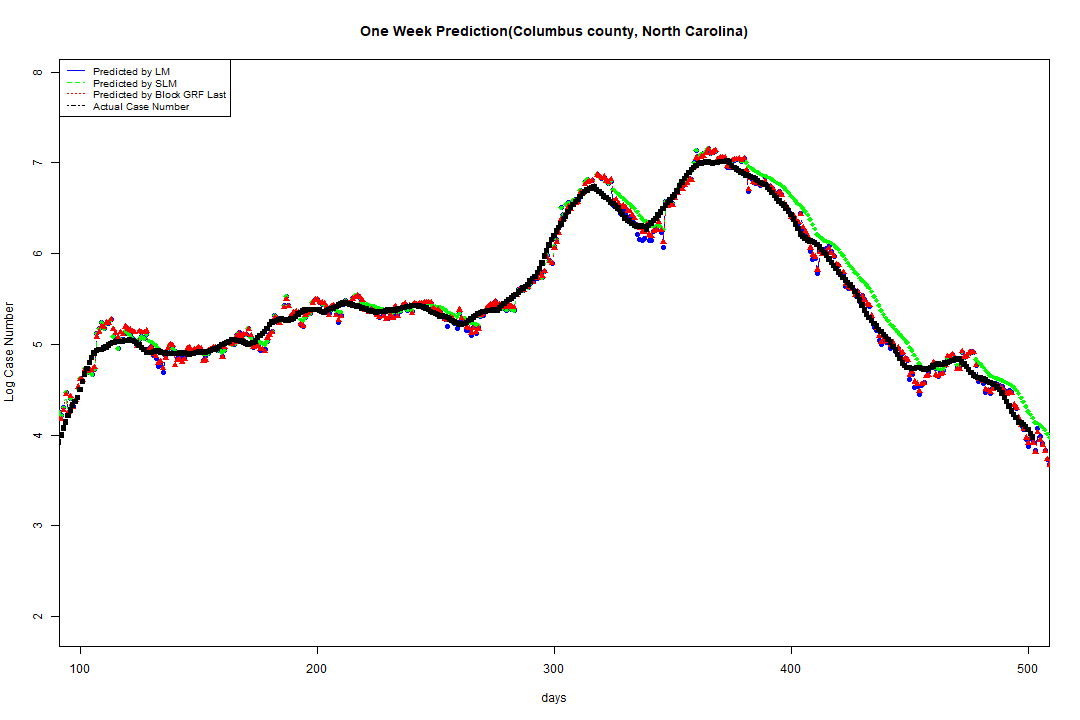 One Week Prediction(Columbus county, North Carolina)
Predicted by LM
Predicted by SLM
Predicted by Block GRF Last
Actual Case Number
8
7
6
5
4
3
2
Log Case Number
100 200 300 400 500
days